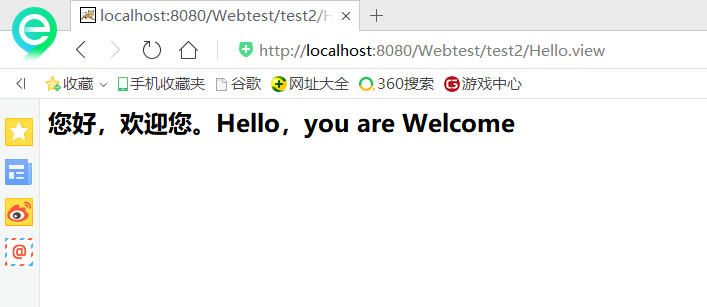 localhost:8080/Webtest/test2/H
http://localhost:8080/Webtest/test2/Hello.view
收藏 手机收藏夹 谷歌 网址大全 360搜索 游戏中心
您好，欢迎您。Hello，you are Welcome